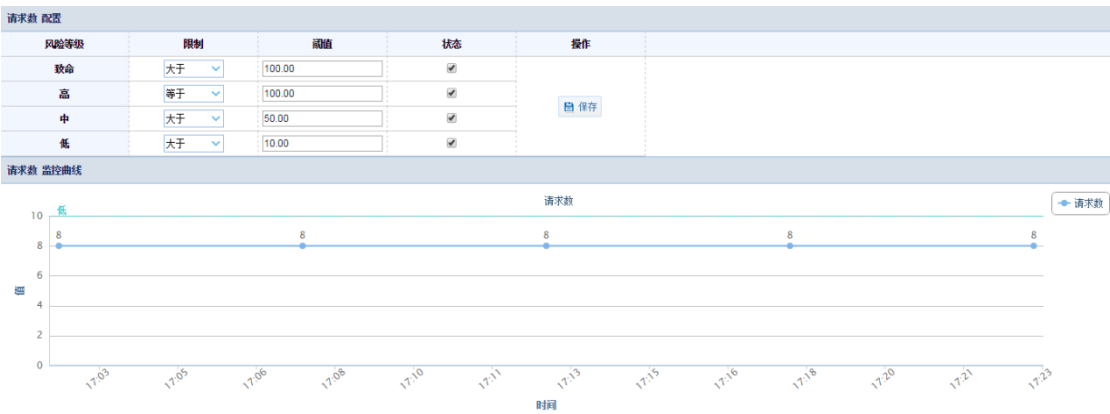 请求数 配置
风险等级 限制 阈值 状态 操作
致命 大于 100.00
高 等于 100.00
保存
中 大于 50.00
低 大于 10.00
请求数 监控曲线
请求数
请求数
低
10
8 8 8 8 8
8
6
值
4
2
0
17:03 17:05 17:06 17:08 17:10 17:11 17:13 17:15 17:16 17:18 17:20 17:21 17:23
时间